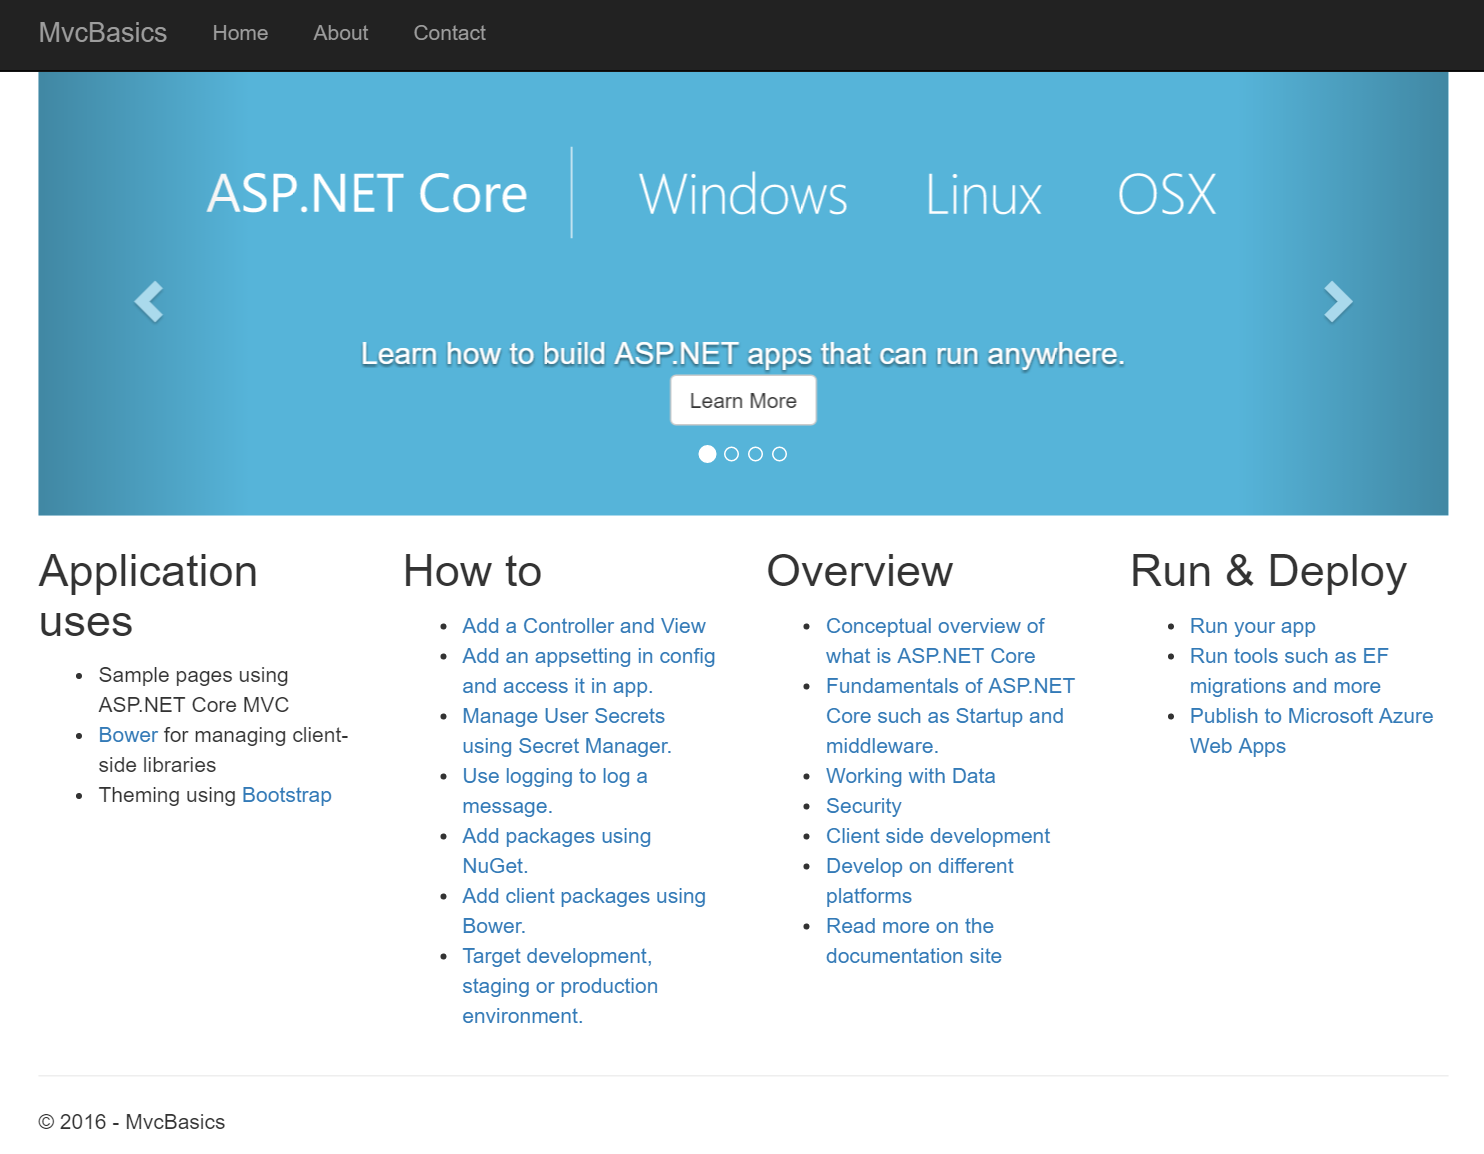 MvcBasics Home About Contact
ASP.NET Core Windows Linux OSX
Learn how to build ASP.NET apps that can run anywhere.
Learn More
Application
uses
Sample pages using
ASP.NET Core MVC
Bower for managing client-
side libraries
Theming using Bootstrap
How to
Add a Controller and View
Add an appsetting in config
and access it in app.
Manage User Secrets
using Secret Manager.
Use logging to log a
message.
Add packages using
NuGet.
Add client packages using
Bower.
Target development,
staging or production
environment.
Overview
Conceptual overview of
what is ASP.NET Core
Fundamentals of ASP.NET
Core such as Startup and
middleware.
Working with Data
Security
Client side development
Develop on different
platforms
Read more on the
documentation site
Run & Deploy
Run your app
Run tools such as EF
migrations and more
Publish to Microsoft Azure
Web Apps
© 2016 - MvcBasics